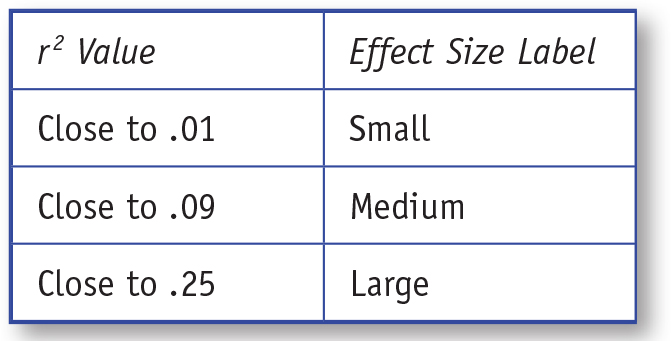 r² Value Effect Size Label
Close to .01 Small
Close to .09 Medium
Close to .25 Large